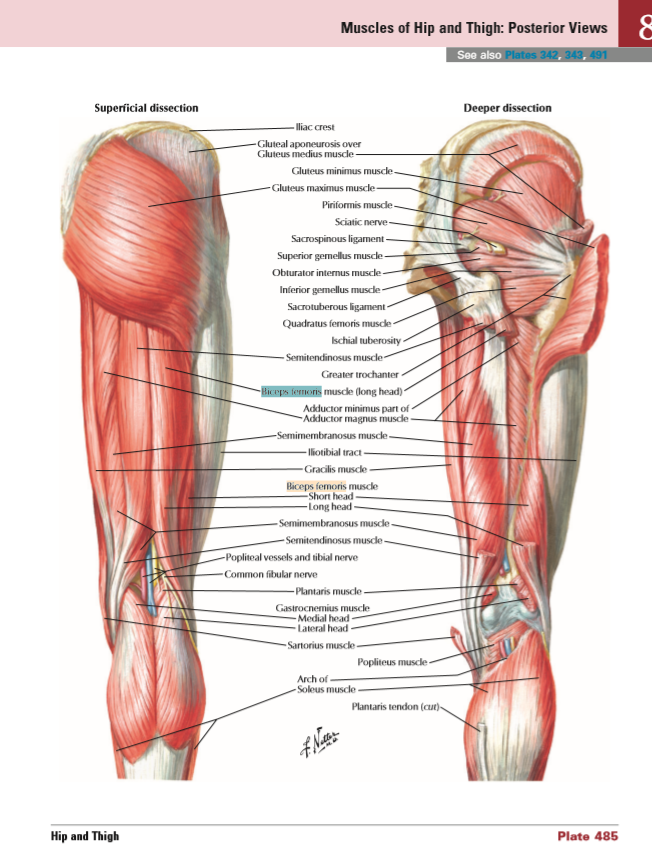 Muscles of Hip and Thigh: Posterior Views
8
See also Plates 342, 343, 491
Superficial dissection
Deeper dissection
Iliac crest
Gluteal aponeurosis over
Gluteus medius muscle
Gluteus minimus muscle
Gluteus maximus muscle
Piriformis muscle
Sciatic nerve
Sacrospinous ligament
Superior gemellus muscle
Obturator internus muscle
Inferior gemellus muscle
Sacrotuberous ligament
Quadratus femoris muscle
Ischial tuberosity
Semitendinosus muscle
Greater trochanter
Biceps femoris muscle (long head)
Adductor minimus part of
Adductor magnus muscle
Semimembranosus muscle
Iliotibial tract
Gracilis muscle
Biceps femoris muscle
Short head
Long head
Semimembranosus muscle
Semitendinosus muscle
Popliteal vessels and tibial nerve
Common fibular nerve
Plantaris muscle
Gastrocnemius muscle
Medial head
Lateral head
Sartorius muscle
Popliteus muscle
Arch of
Soleus muscle
Plantaris tendon (cut)
F. Netter
M.D.
Hip and Thigh
Plate 485